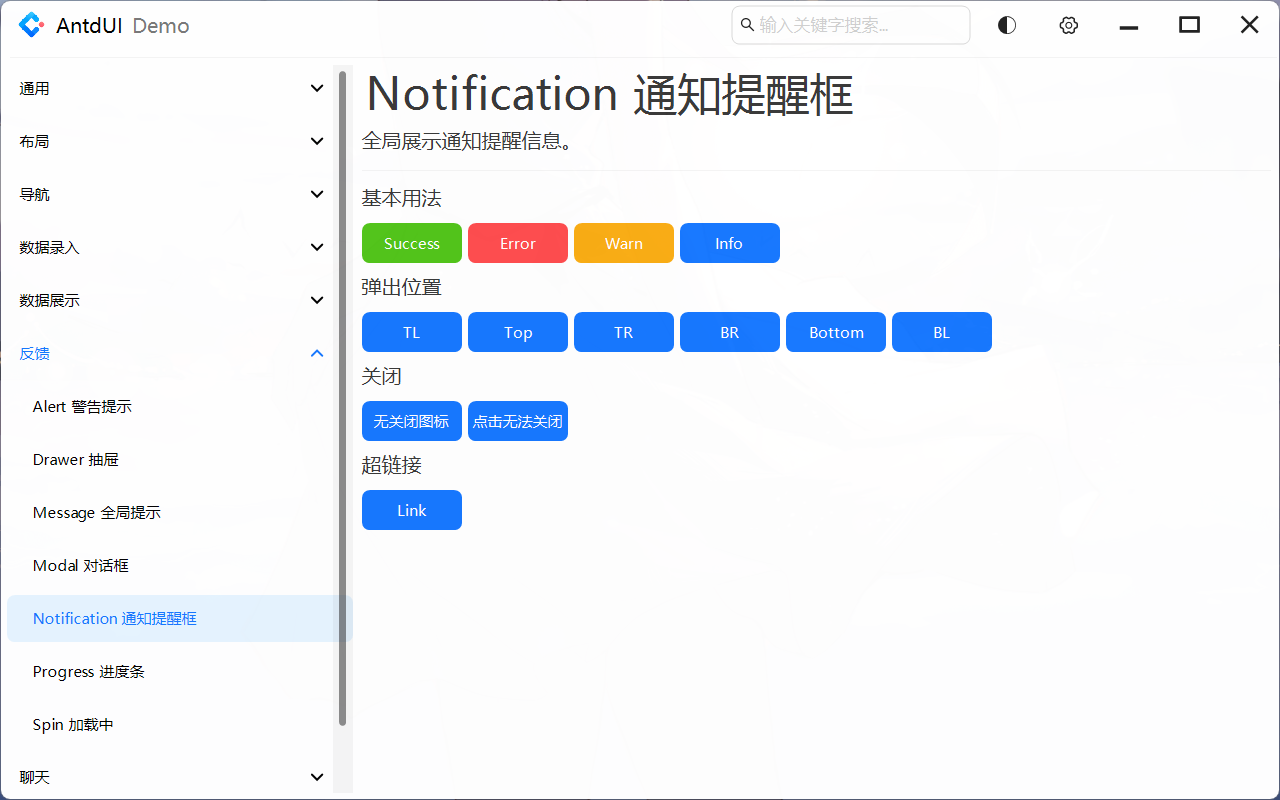 AntdUI Demo
输入关键字搜索...
通用
布局
导航
数据录入
数据展示
反馈
Alert 警告提示
Drawer 抽屉
Message 全局提示
Modal 对话框
Notification 通知提醒框
Progress 进度条
Spin 加载中
聊天
Notification 通知提醒框
全局展示通知提醒信息。
基本用法
Success Error Warn Info
弹出位置
TL Top TR BR Bottom BL
关闭
无关闭图标 点击无法关闭
超链接
Link